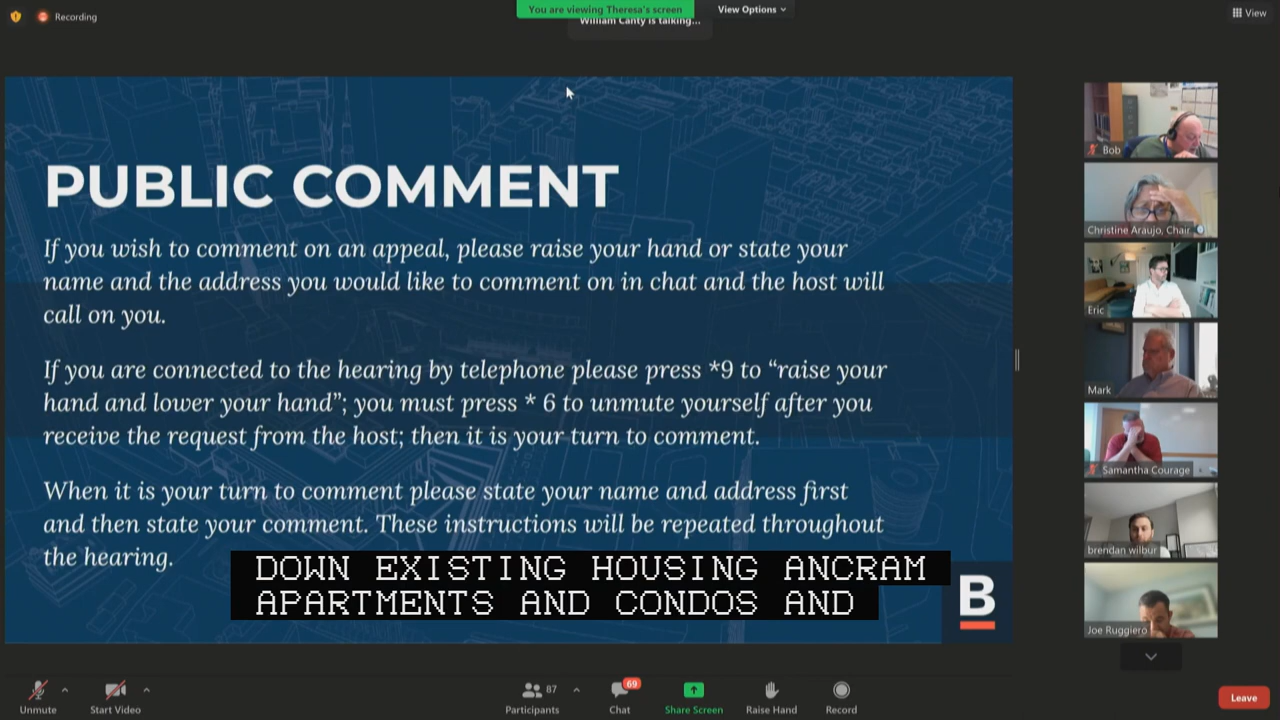 You are viewing Theresa's screen
View Options
Recording
View
William Canty is talking...
PUBLIC COMMENT
If you wish to comment on an appeal, please raise your hand or state your
name and the address you would like to comment on in chat and the host will
call on you.
If you are connected to the hearing by telephone please press *9 to “raise your
hand and lower your hand”; you must press * 6 to unmute yourself after you
receive the request from the host; then it is your turn to comment.
When it is your turn to comment please state your name and address first
and then state your comment. These instructions will be repeated throughout
the hearing.
DOWN EXISTING HOUSING ANCRAM
APARTMENTS AND CONDOS AND
B
Bob
Christine Araujo, Chair
Eric
Mark
Samantha Courage
brendan wilbur
Joe Ruggiero
87
69
Unmute
Start Video
Participants
Chat
Share Screen
Raise Hand
Record
Leave